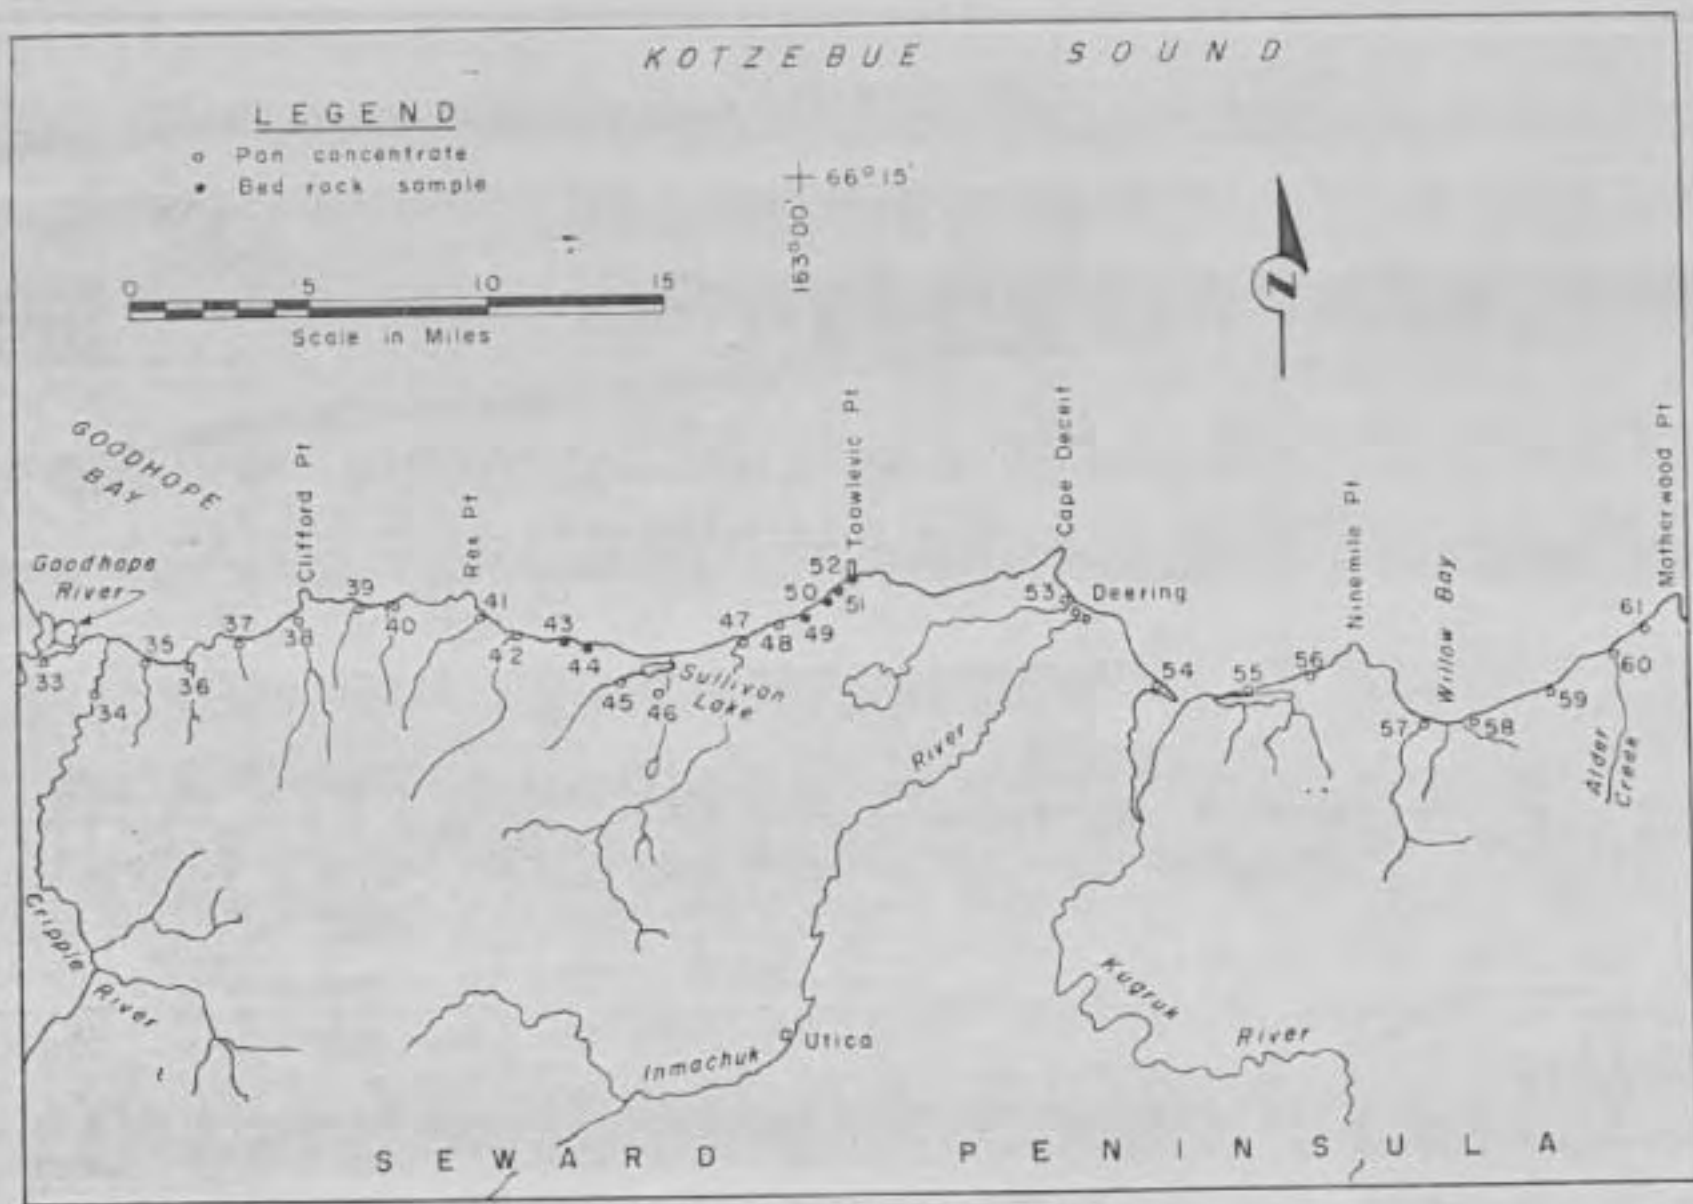 KOTZEBUE SOUND
LEGEND
Pan concentrate
Bed rock sample
66°15'
163°00'
0 5 10 15
Scale in Miles
N
GOODHOPE
BAY
Goodhope
River
Clifford Pt
Rex Pt
Toawlevic Pt
Cape Deceit
Deering
Ninemile Pt
Willow Bay
Motherwood Pt
33
34
35
36
37
38
39
40
41
42
43
44
45
46
47
48
49
50
51
52
53
54
55
56
57
58
59
60
61
Sullivan
Lake
Alder
Creek
Cripple
River
Inmachuk
River
Utica
Kugruk
River
SEWARD PENINSULA